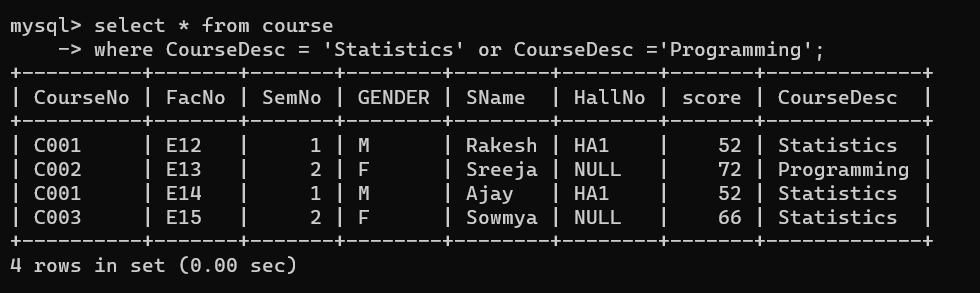 mysql> select * from course
    -> where CourseDesc = 'Statistics' or CourseDesc ='Programming';
+----------+-------+-------+--------+--------+--------+-------+-------------+
| CourseNo | FacNo | SemNo | GENDER | SName  | HallNo | score | CourseDesc  |
+----------+-------+-------+--------+--------+--------+-------+-------------+
| C001     | E12   |     1 | M      | Rakesh | HA1    |    52 | Statistics  |
| C002     | E13   |     2 | F      | Sreeja | NULL   |    72 | Programming |
| C001     | E14   |     1 | M      | Ajay   | HA1    |    52 | Statistics  |
| C003     | E15   |     2 | F      | Sowmya | NULL   |    66 | Statistics  |
+----------+-------+-------+--------+--------+--------+-------+-------------+
4 rows in set (0.00 sec)